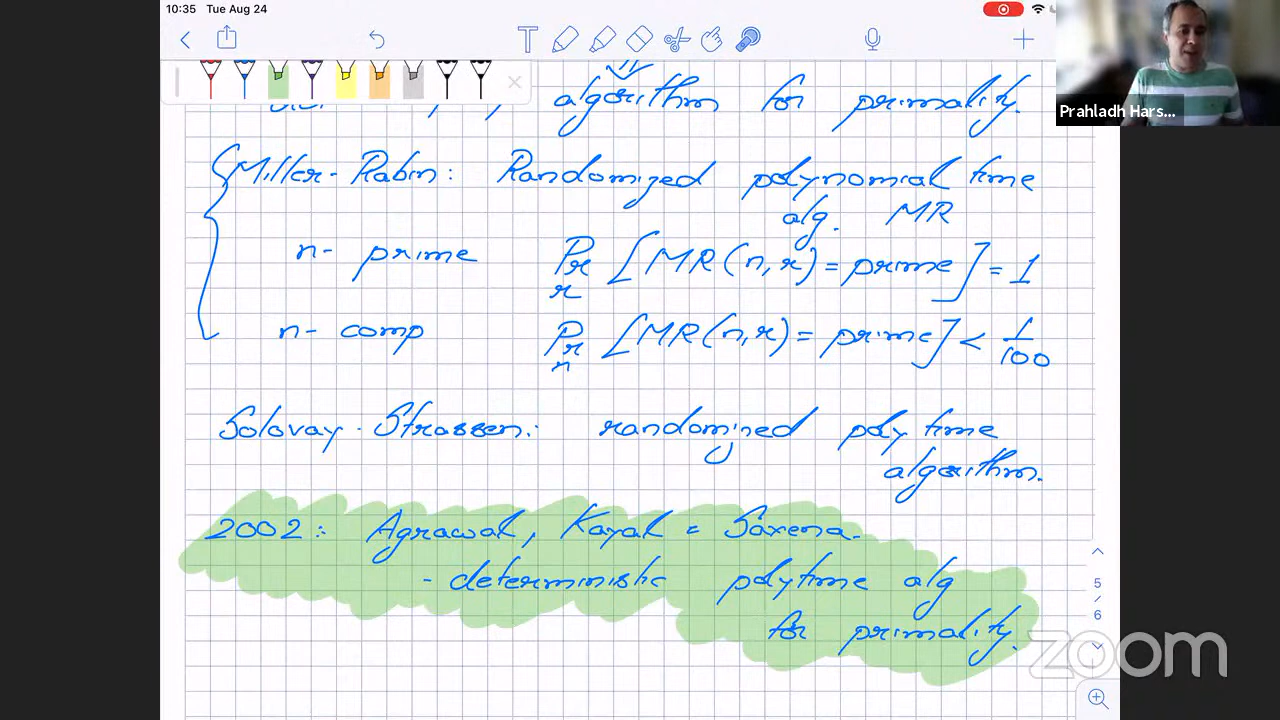 10:35 Tue Aug 24
Prahladh Hars...
algorithm for primality.
Miller-Rabin: Randomized polynomial time
alg. MR
n- prime Pr [MR(n,r) = prime] = 1
r
n- comp Pr [MR(n,r) = prime] < 1/100
Solovay-Strassen: randomized poly time
algorithm.
2002: Agrawal, Kayal & Saxena.
- deterministic polytime alg
for primality.
5
/
6
zoom